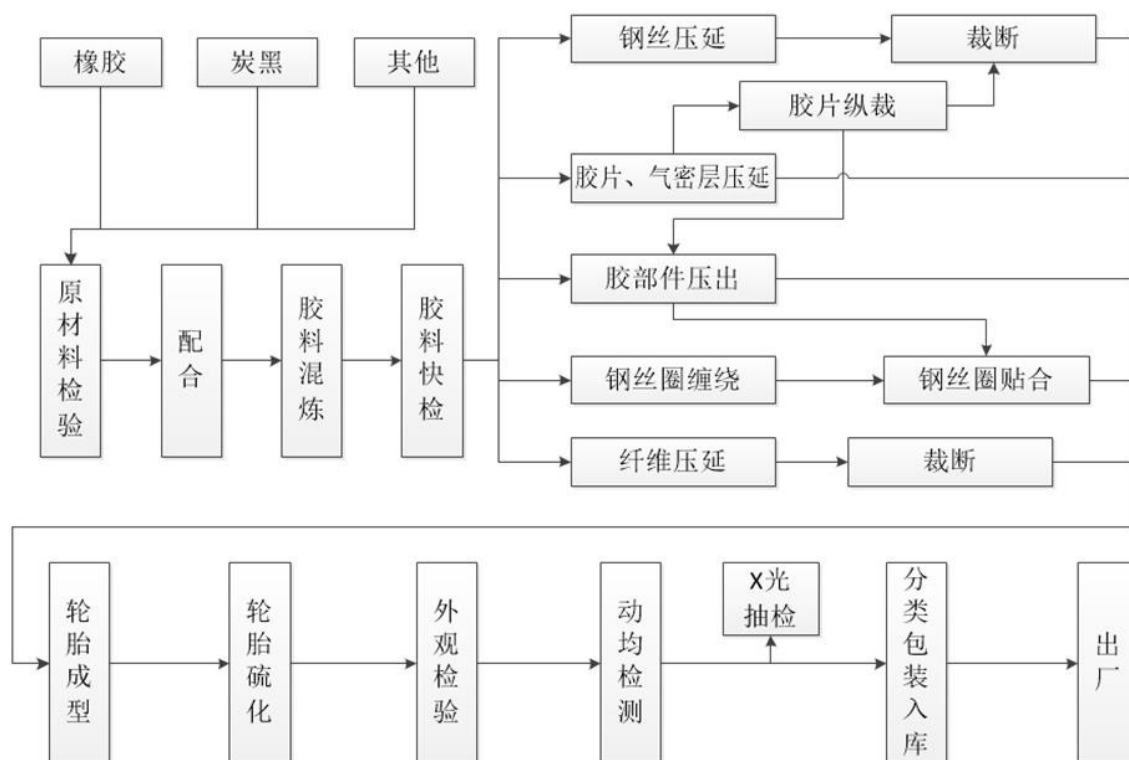 橡胶
炭黑
其他
钢丝压延
裁断
胶片纵裁
胶片、气密层压延
胶部件压出
钢丝圈缠绕
钢丝圈贴合
纤维压延
裁断
原材料检验
配合
胶料混炼
胶料快检
轮胎成型
轮胎硫化
外观检验
动均检测
X光
抽检
分类包装入库
出厂